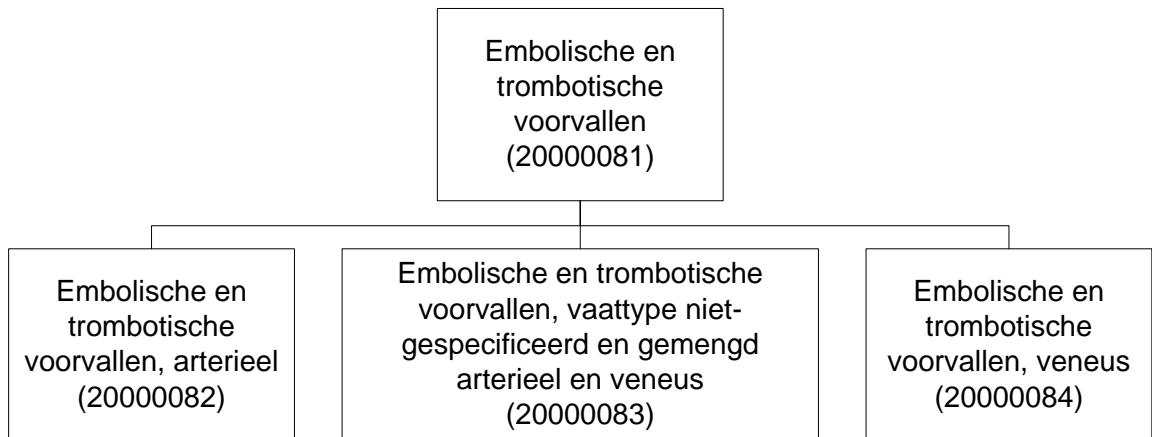 Embolische en
trombotische
voorvallen
(20000081)
Embolische en
trombotische
voorvallen, arterieel
(20000082)
Embolische en trombotische
voorvallen, vaattype niet-
gespecificeerd en gemengd
arterieel en veneus
(20000083)
Embolische en
trombotische
voorvallen, veneus
(20000084)